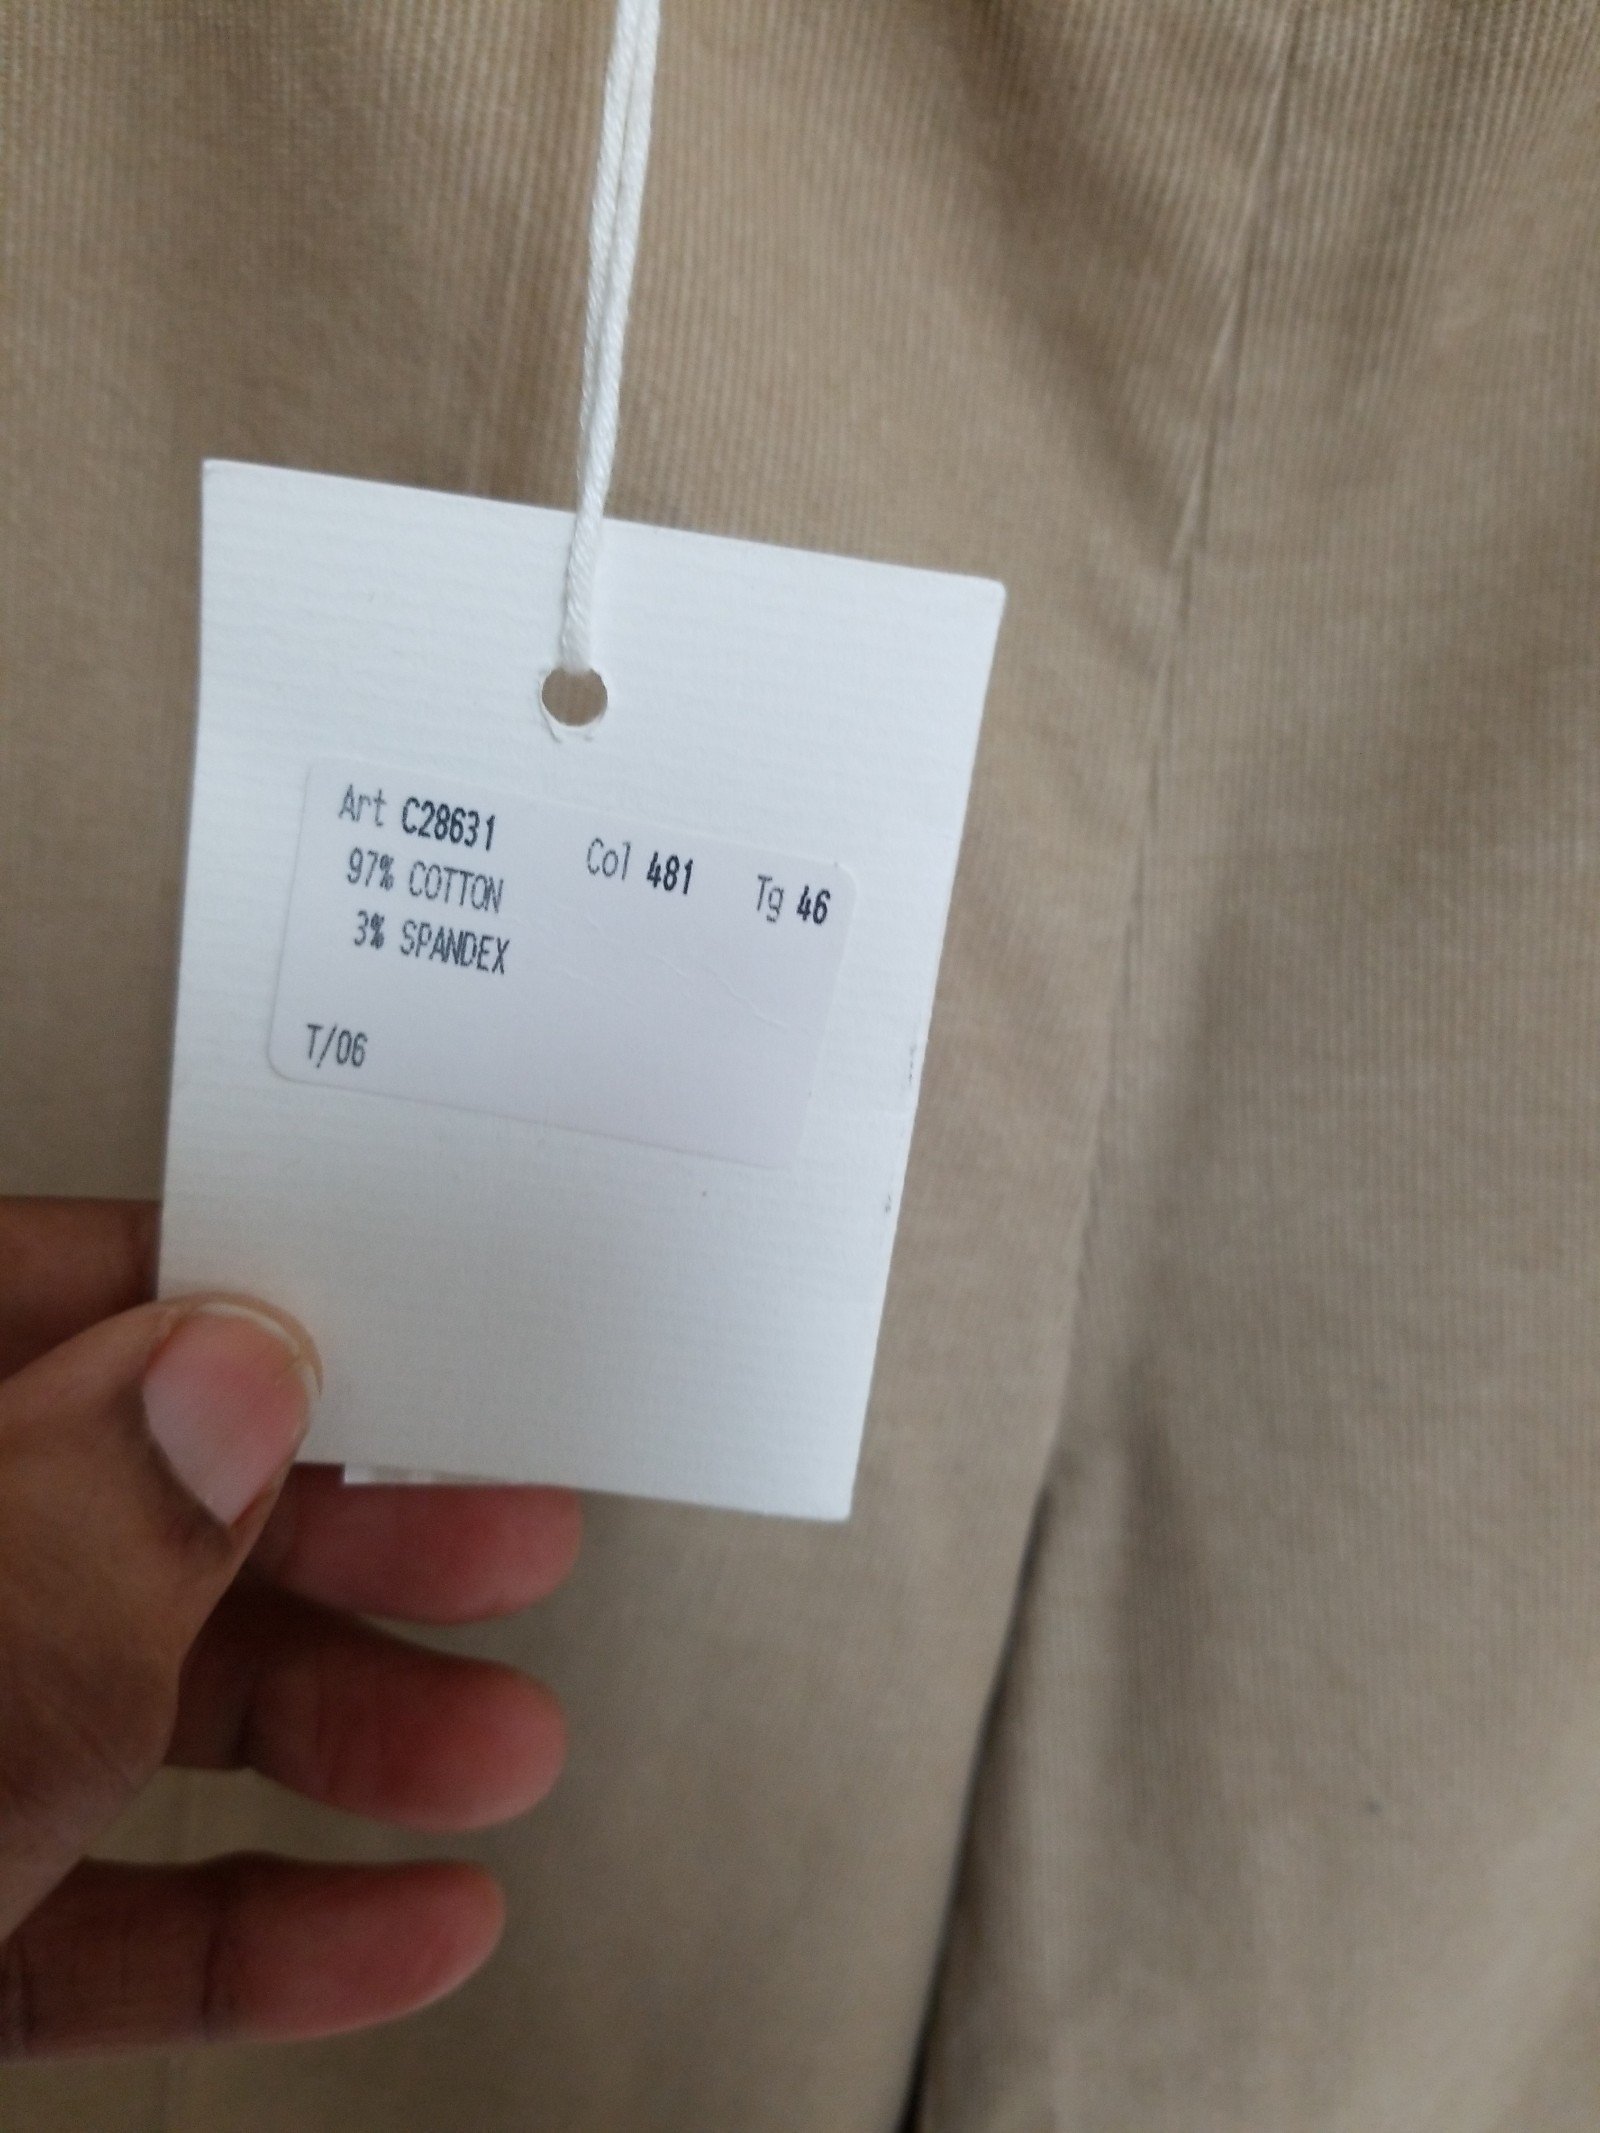 Art C28631 Col 481 Tg 46
97% COTTON
3% SPANDEX
T/06